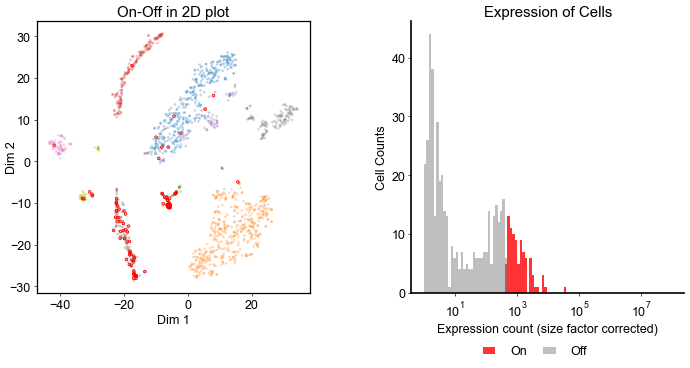 On-Off in 2D plot
30
20
10
0
−10
−20
−30
Dim 2
−40
−20
0
20
Dim 1
Expression of Cells
40
30
20
10
0
Cell Counts
10^1
10^3
10^5
10^7
Expression count (size factor corrected)
On
Off